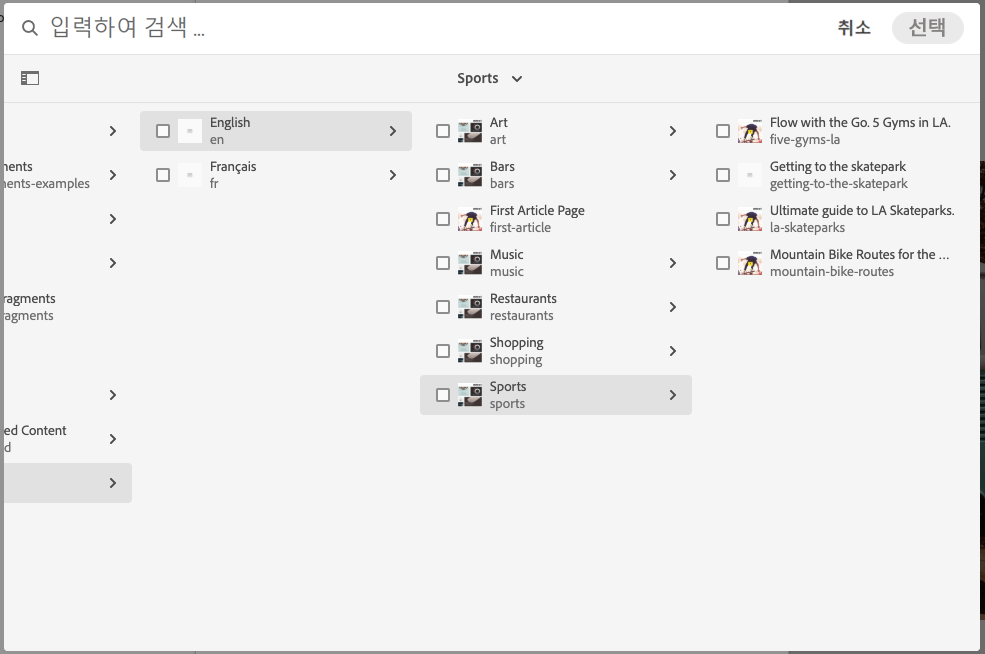 입력하여 검색 ...
취소
선택
Sports
ments
ments-examples
ragments
ragments
ed Content
d
English
en
Français
fr
Art
art
Bars
bars
First Article Page
first-article
Music
music
Restaurants
restaurants
Shopping
shopping
Sports
sports
Flow with the Go. 5 Gyms in LA.
five-gyms-la
Getting to the skatepark
getting-to-the-skatepark
Ultimate guide to LA Skateparks.
la-skateparks
Mountain Bike Routes for the ...
mountain-bike-routes